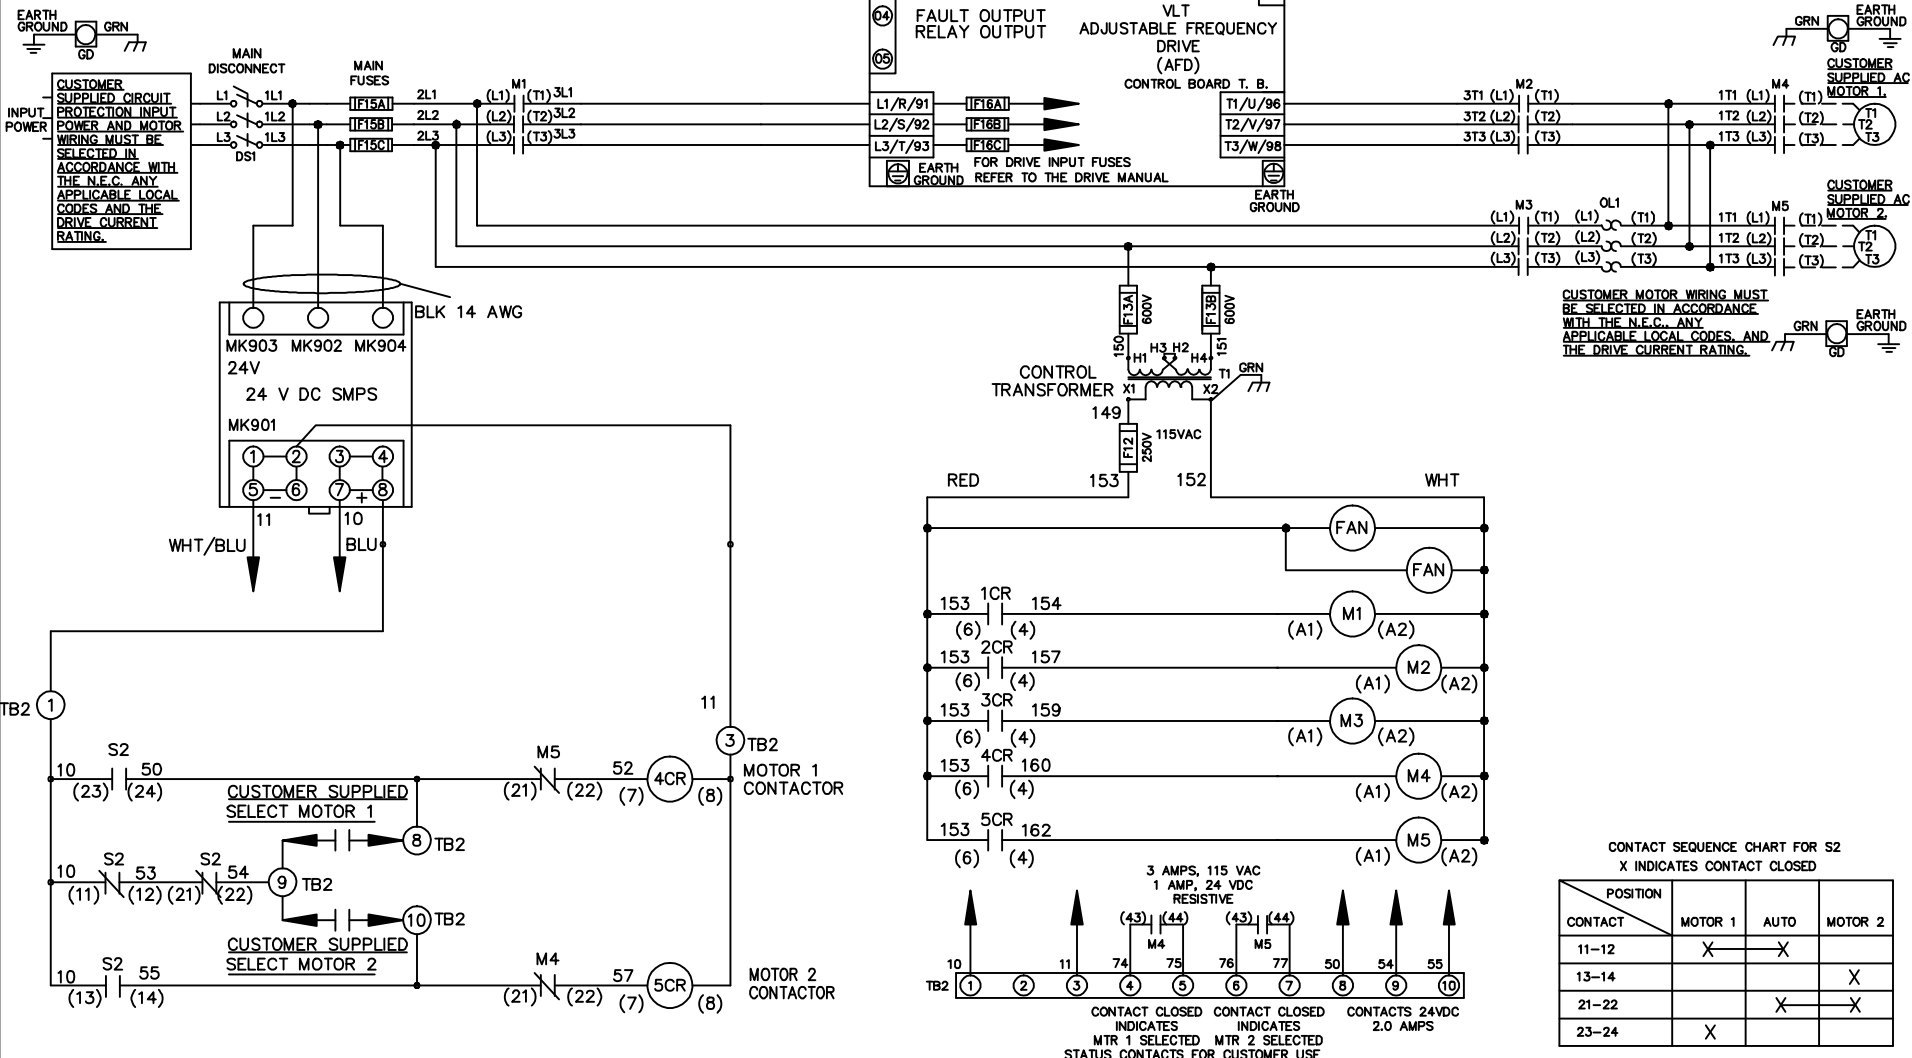 EARTH
GROUND
GRN
GD
MAIN
DISCONNECT
MAIN
FUSES
INPUT
POWER
CUSTOMER
SUPPLIED CIRCUIT
PROTECTION INPUT
POWER AND MOTOR
WIRING MUST BE
SELECTED IN
ACCORDANCE WITH
THE N.E.C. ANY
APPLICABLE LOCAL
CODES AND THE
DRIVE CURRENT
RATING.
L1 1L1 F15A 2L1 (L1) M1 (T1) 3L1
L2 1L2 F15B 2L2 (L2) (T2) 3L2
L3 1L3 F15C 2L3 (L3) (T3) 3L3
DS1
04
05
FAULT OUTPUT
RELAY OUTPUT
VLT
ADJUSTABLE FREQUENCY
DRIVE
(AFD)
CONTROL BOARD T. B.
L1/R/91 F16A T1/U/96
L2/S/92 F16B T2/V/97
L3/T/93 F16C T3/W/98
EARTH
GROUND
FOR DRIVE INPUT FUSES
REFER TO THE DRIVE MANUAL
EARTH
GROUND
GRN
GD
EARTH
GROUND
CUSTOMER
SUPPLIED AC
MOTOR 1.
3T1 (L1) M2 (T1) 1T1 (L1) M4 (T1) T1
3T2 (L2) (T2) 1T2 (L2) (T2) T2
3T3 (L3) (T3) 1T3 (L3) (T3) T3
CUSTOMER
SUPPLIED AC
MOTOR 2.
(L1) M3 (T1) (L1) OL1 (T1) 1T1 (L1) M5 (T1) T1
(L2) (T2) (L2) (T2) 1T2 (L2) (T2) T2
(L3) (T3) (L3) (T3) 1T3 (L3) (T3) T3
CUSTOMER MOTOR WIRING MUST
BE SELECTED IN ACCORDANCE
WITH THE N.E.C., ANY
APPLICABLE LOCAL CODES, AND
THE DRIVE CURRENT RATING.
GRN
GD
EARTH
GROUND
BLK 14 AWG
MK903 MK902 MK904
24V
24 V DC SMPS
MK901
1 2 3 4
5 - 6 7 + 8
11 10
WHT/BLU BLU
F13A 600V F13B 600V
150 151
H1 H3 H2 H4
CONTROL
TRANSFORMER
X1 X2 T1
GRN
149
F12 250V
115VAC
153 152
RED WHT
FAN
FAN
153 1CR 154 M1
(6) (4) (A1) (A2)
153 2CR 157 M2
(6) (4) (A1) (A2)
153 3CR 159 M3
(6) (4) (A1) (A2)
153 4CR 160 M4
(6) (4) (A1) (A2)
153 5CR 162 M5
(6) (4) (A1) (A2)
TB2 1
11
3 TB2
10 S2 50 M5 52 4CR
(23) (24) (21) (22) (7) (8)
MOTOR 1
CONTACTOR
CUSTOMER SUPPLIED
SELECT MOTOR 1
8 TB2
10 S2 53 S2 54 9 TB2
(11) (12) (21) (22)
10 TB2
CUSTOMER SUPPLIED
SELECT MOTOR 2
10 S2 55 M4 57 5CR
(13) (14) (21) (22) (7) (8)
MOTOR 2
CONTACTOR
3 AMPS, 115 VAC
1 AMP, 24 VDC
RESISTIVE
(43) (44) (43) (44)
M4 M5
10 11 74 75 76 77 50 54 55
TB2 1 2 3 4 5 6 7 8 9 10
CONTACT CLOSED
INDICATES
MTR 1 SELECTED
CONTACT CLOSED
INDICATES
MTR 2 SELECTED
STATUS CONTACTS FOR CUSTOMER USE
CONTACTS 24VDC
2.0 AMPS
CONTACT SEQUENCE CHART FOR S2
X INDICATES CONTACT CLOSED
POSITION
CONTACT MOTOR 1 AUTO MOTOR 2
11-12 X X
13-14 X
21-22 X X
23-24 X